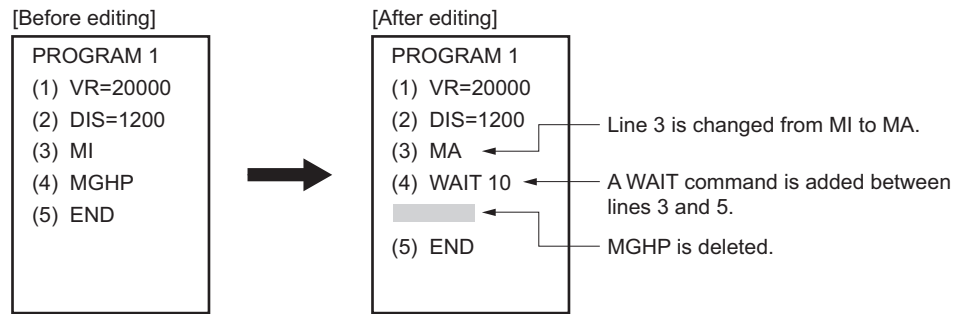 [Before editing]
PROGRAM 1
(1) VR=20000
(2) DIS=1200
(3) MI
(4) MGHP
(5) END
[After editing]
PROGRAM 1
(1) VR=20000
(2) DIS=1200
(3) MA
(4) WAIT 10
(5) END
Line 3 is changed from MI to MA.
A WAIT command is added between
lines 3 and 5.
MGHP is deleted.